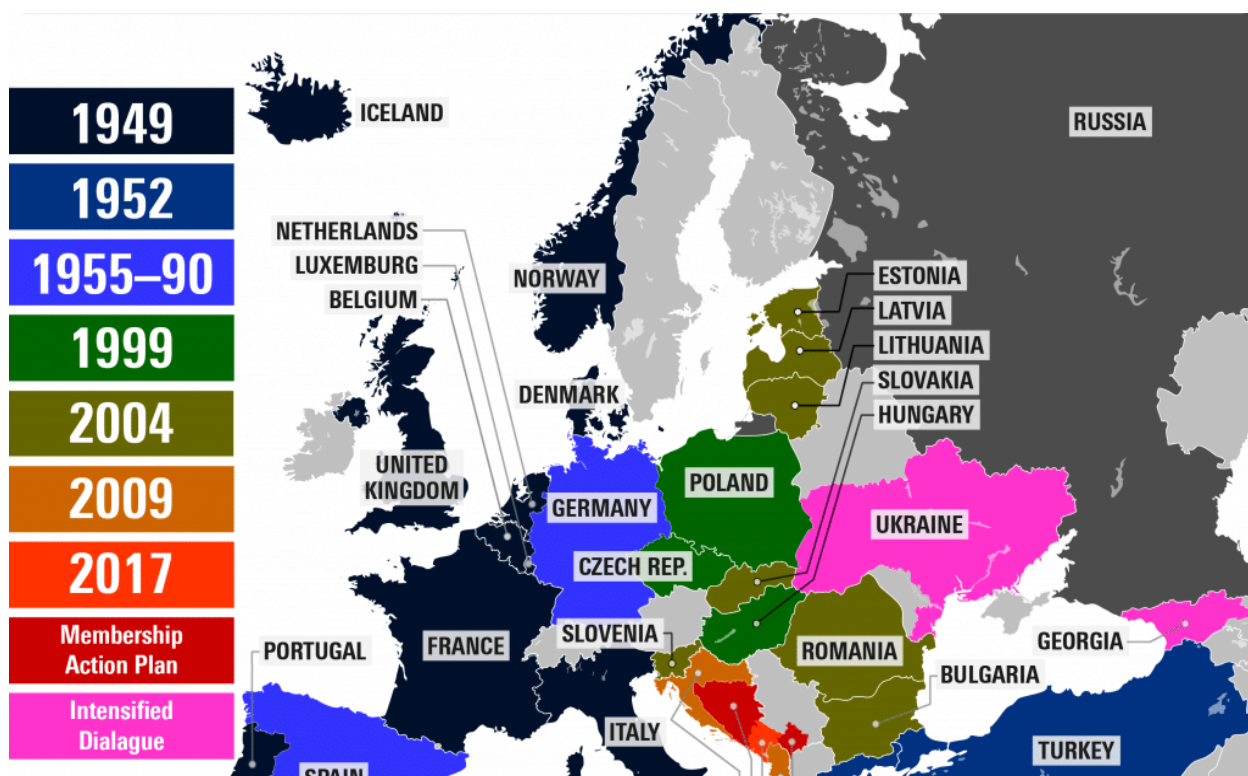 1949
1952
1955–90
1999
2004
2009
2017
Membership
Action Plan
Intensified
Dialague
ICELAND
RUSSIA
NETHERLANDS
LUXEMBURG
BELGIUM
NORWAY
ESTONIA
LATVIA
LITHUANIA
SLOVAKIA
HUNGARY
DENMARK
UNITED
KINGDOM
GERMANY
POLAND
UKRAINE
CZECH REP.
PORTUGAL
FRANCE
SLOVENIA
ROMANIA
GEORGIA
BULGARIA
ITALY
TURKEY
SPAIN